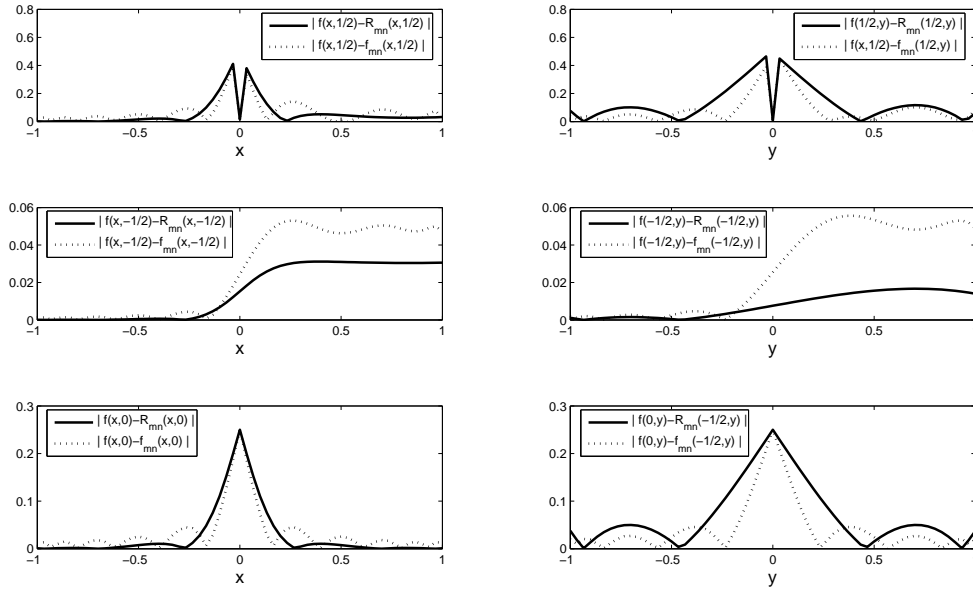 0.8
0.6
0.4
0.2
0
| f(x,1/2)−R_mn(x,1/2) |
| f(x,1/2)−f_mn(x,1/2) |
−1 −0.5 0 0.5 1
x
0.8
0.6
0.4
0.2
0
| f(1/2,y)−R_mn(1/2,y) |
| f(x,1/2)−f_mn(1/2,y) |
−1 −0.5 0 0.5
y
0.06
0.04
0.02
0
| f(x,−1/2)−R_mn(x,−1/2) |
| f(x,−1/2)−f_mn(x,−1/2) |
−1 −0.5 0 0.5 1
x
0.06
0.04
0.02
0
| f(−1/2,y)−R_mn(−1/2,y) |
| f(−1/2,y)−f_mn(−1/2,y) |
−1 −0.5 0 0.5
y
0.3
0.2
0.1
0
| f(x,0)−R_mn(x,0) |
| f(x,0)−f_mn(x,0) |
−1 −0.5 0 0.5 1
x
0.3
0.2
0.1
0
| f(0,y)−R_mn(−1/2,y) |
| f(0,y)−f_mn(−1/2,y) |
−1 −0.5 0 0.5
y